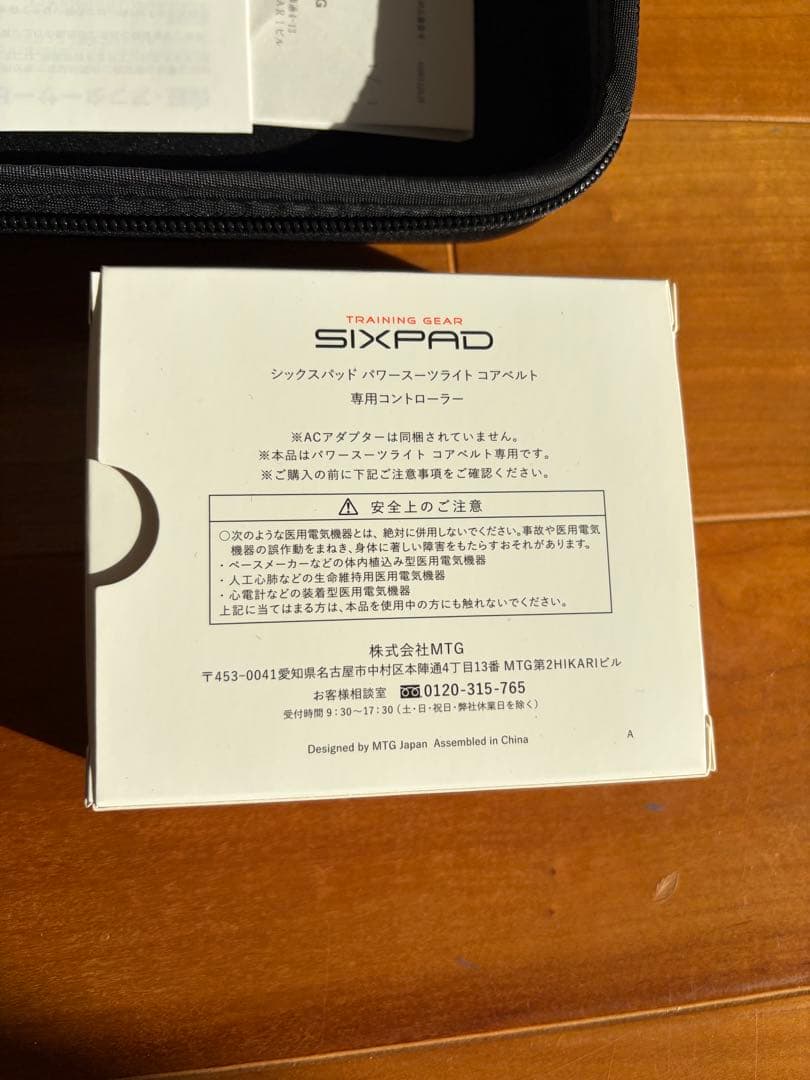 TRAINING GEAR
SIXPAD
シックスパッド パワースーツライト コアベルト
専用コントローラー
※ACアダプターは同梱されていません。
※本品はパワースーツライト コアベルト専用です。
※ご購入の前に下記ご注意事項をご確認ください。
安全上のご注意
○次のような医用電気機器とは、絶対に併用しないでください。事故や医用電気
機器の誤作動をまねき、身体に著しい障害をもたらすおそれがあります。
・ペースメーカーなどの体内植込み型医用電気機器
・人工心肺などの生命維持用医用電気機器
・心電計などの装着型医用電気機器
上記に当てはまる方は、本品を使用中の方にも触れないでください。
株式会社MTG
〒453-0041愛知県名古屋市中村区本陣通4丁目13番 MTG第2HIKARIビル
お客様相談室 0120-315-765
受付時間 9:30〜17:30（土・日・祝日・弊社休業日を除く）
Designed by MTG Japan Assembled in China
A